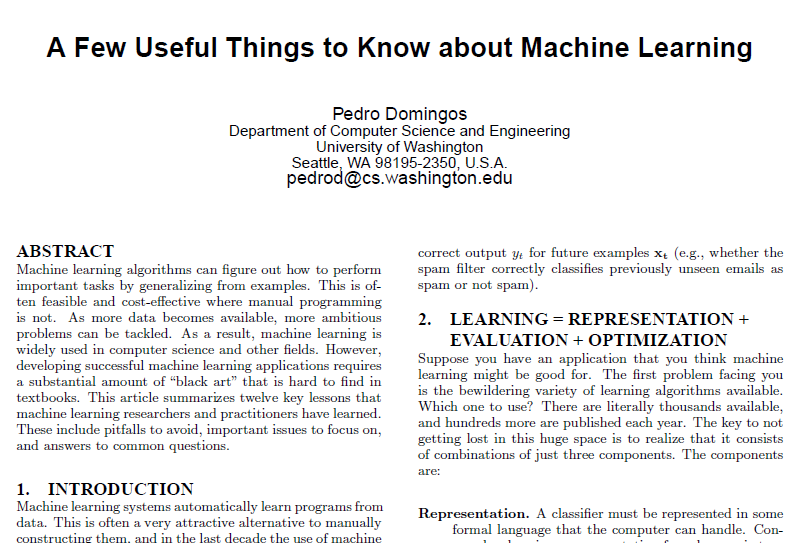 A Few Useful Things to Know about Machine Learning
Pedro Domingos
Department of Computer Science and Engineering
University of Washington
Seattle, WA 98195-2350, U.S.A.
pedrod@cs.washington.edu
ABSTRACT
Machine learning algorithms can figure out how to perform
important tasks by generalizing from examples. This is of-
ten feasible and cost-effective where manual programming
is not. As more data becomes available, more ambitious
problems can be tackled. As a result, machine learning is
widely used in computer science and other fields. However,
developing successful machine learning applications requires
a substantial amount of “black art” that is hard to find in
textbooks. This article summarizes twelve key lessons that
machine learning researchers and practitioners have learned.
These include pitfalls to avoid, important issues to focus on,
and answers to common questions.
1. INTRODUCTION
Machine learning systems automatically learn programs from
data. This is often a very attractive alternative to manually
constructing them, and in the last decade the use of machine
correct output yt for future examples xt (e.g., whether the
spam filter correctly classifies previously unseen emails as
spam or not spam).
2. LEARNING = REPRESENTATION +
EVALUATION + OPTIMIZATION
Suppose you have an application that you think machine
learning might be good for. The first problem facing you
is the bewildering variety of learning algorithms available.
Which one to use? There are literally thousands available,
and hundreds more are published each year. The key to not
getting lost in this huge space is to realize that it consists
of combinations of just three components. The components
are:
Representation. A classifier must be represented in some
formal language that the computer can handle. Con-